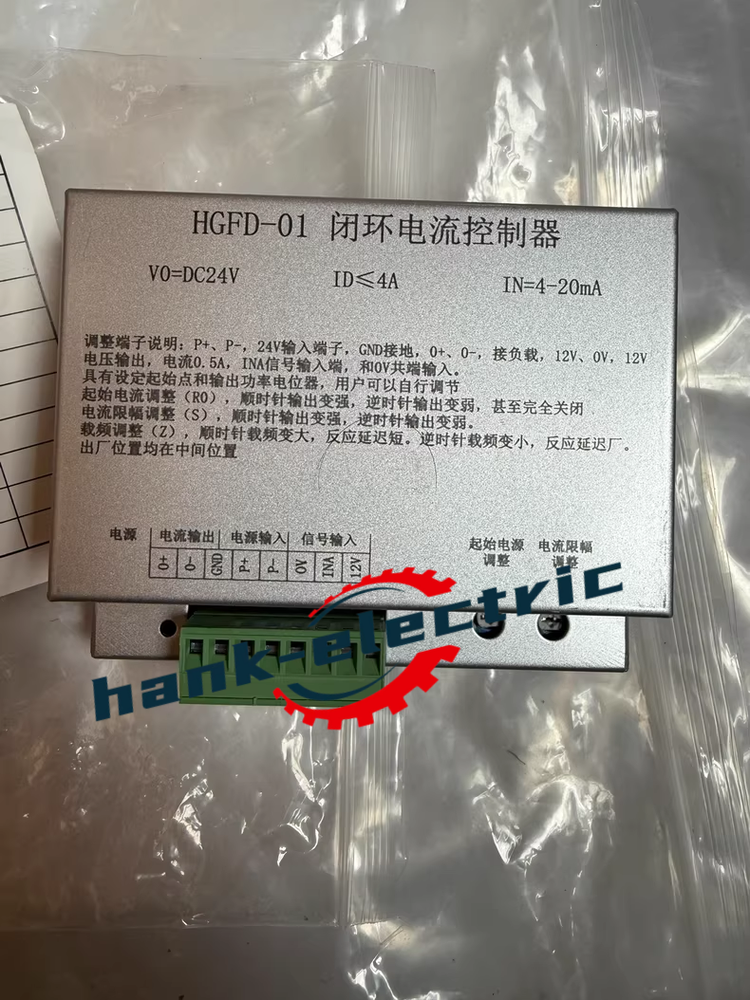 HGFD-01 闭环电流控制器
V0=DC24V ID≤4A IN=4-20mA
调整端子说明：P+、P-，24V输入端子，GND接地，0+、0-，接负载，12V、0V，12V
电压输出，电流0.5A，INA信号输入端，和0V共端输入。
具有设定起始点和输出功率电位器，用户可以自行调节
起始电流调整（R0），顺时针输出变强，逆时针输出变弱，甚至完全关闭
电流限幅调整（S），顺时针输出变强，逆时针输出变弱。
载频调整（Z），顺时针载频变大，反应延迟短。逆时针载频变小，反应延迟厂。
出厂位置均在中间位置
电源 电流输出 电源输入 信号输入 起始电源 电流限幅
调整 调整
0+ 0- GND P+ P- 0V INA 12V
hank-electric